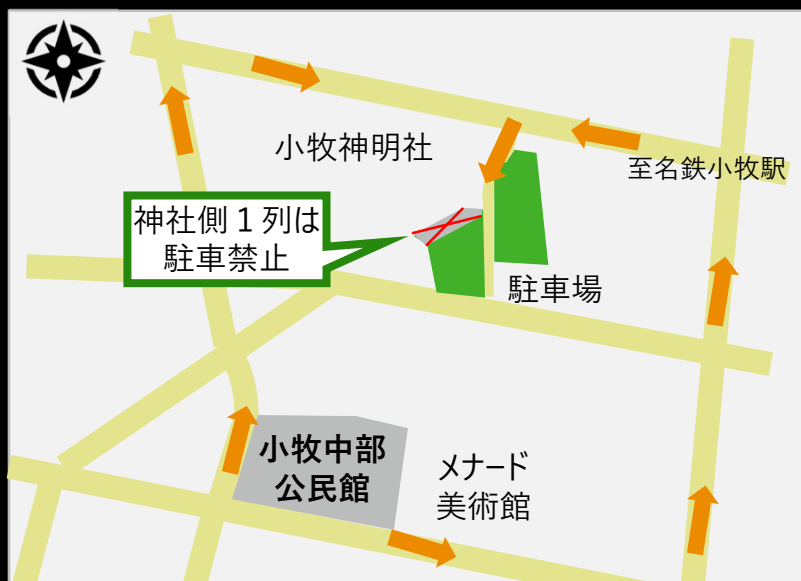 小牧神明社
至名鉄小牧駅
神社側１列は
駐車禁止
駐車場
小牧中部
公民館
メナード
美術館